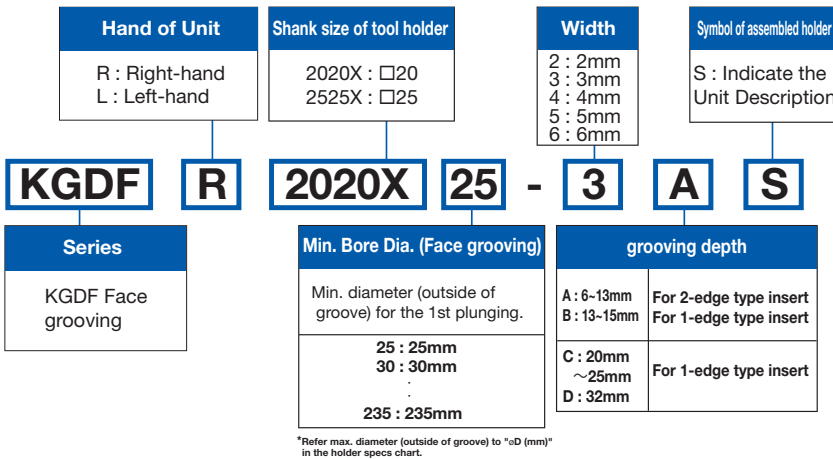 Hand of Unit
R : Right-hand
L : Left-hand
Shank size of tool holder
2020X : □20
2525X : □25
Width
2 : 2mm
3 : 3mm
4 : 4mm
5 : 5mm
6 : 6mm
Symbol of assembled holder
S : Indicate the
Unit Description
KGDF R 2020X 25 - 3 A S
Series
KGDF Face
grooving
Min. Bore Dia. (Face grooving)
Min. diameter (outside of
groove) for the 1st plunging.
25 : 25mm
30 : 30mm
.
.
235 : 235mm
*Refer max. diameter (outside of groove) to "øD (mm)"
in the holder specs chart.
grooving depth
A : 6~13mm For 2-edge type insert
B : 13~15mm For 1-edge type insert
C : 20mm
～25mm
For 1-edge type insert
D : 32mm